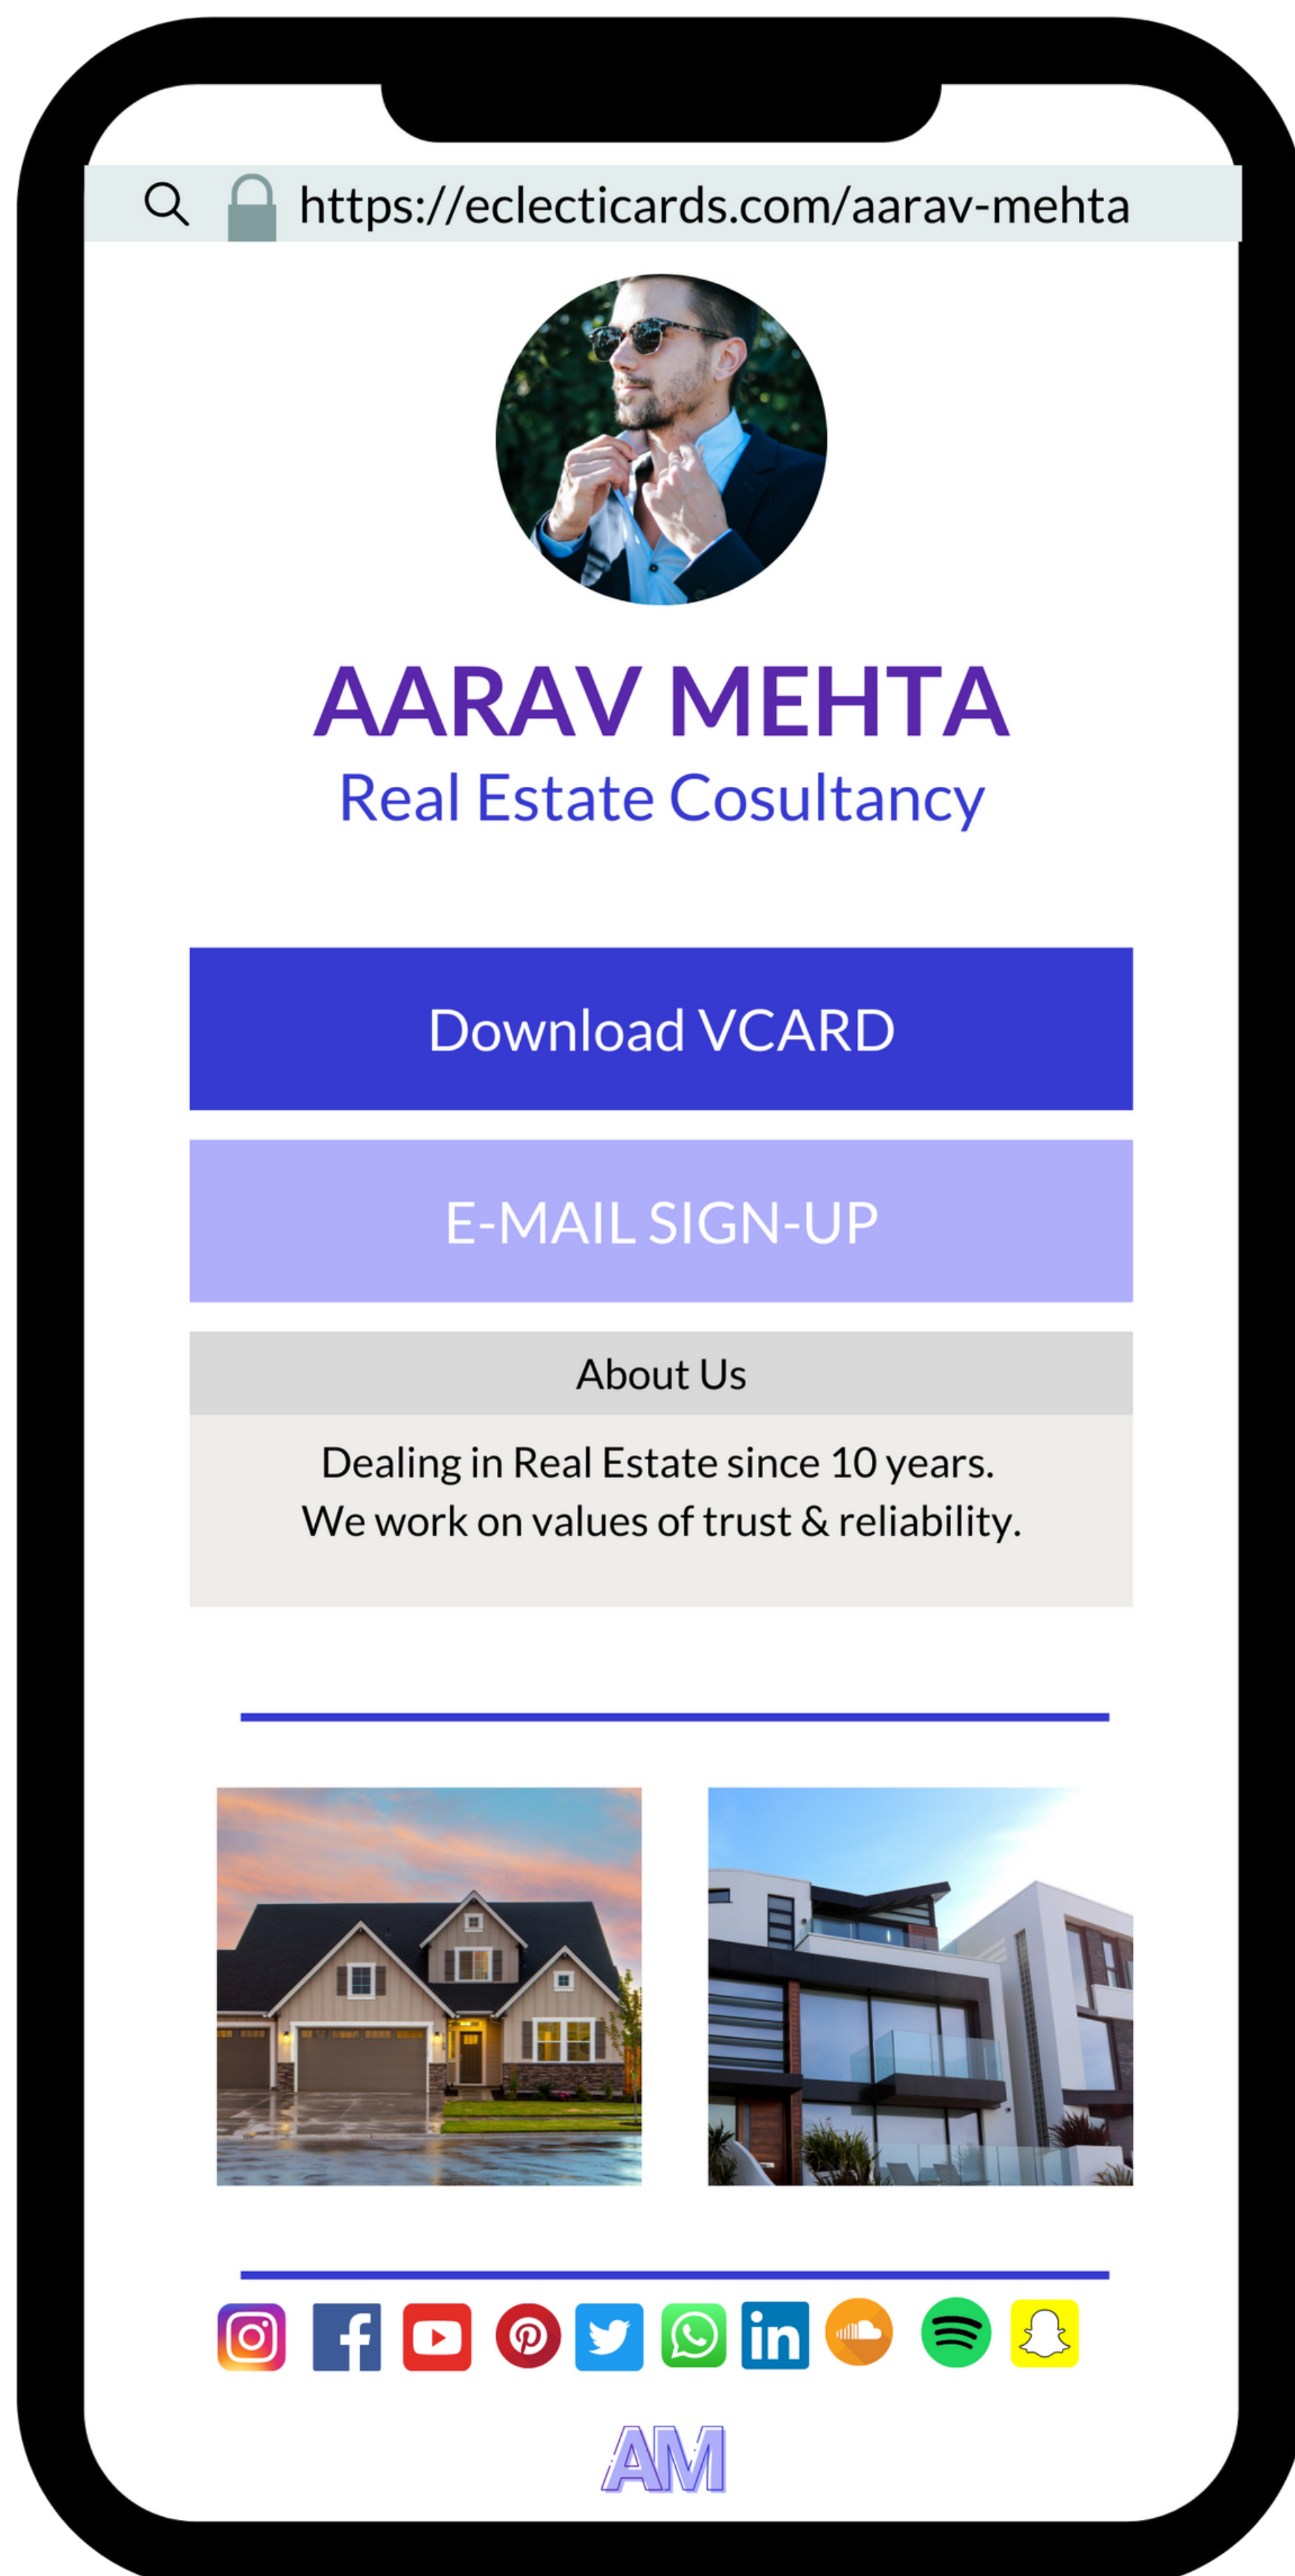 https://eclecticards.com/aarav-mehta
AARAV MEHTA
Real Estate Cosultancy
Download VCARD
E-MAIL SIGN-UP
About Us
Dealing in Real Estate since 10 years.
We work on values of trust & reliability.
in
AM